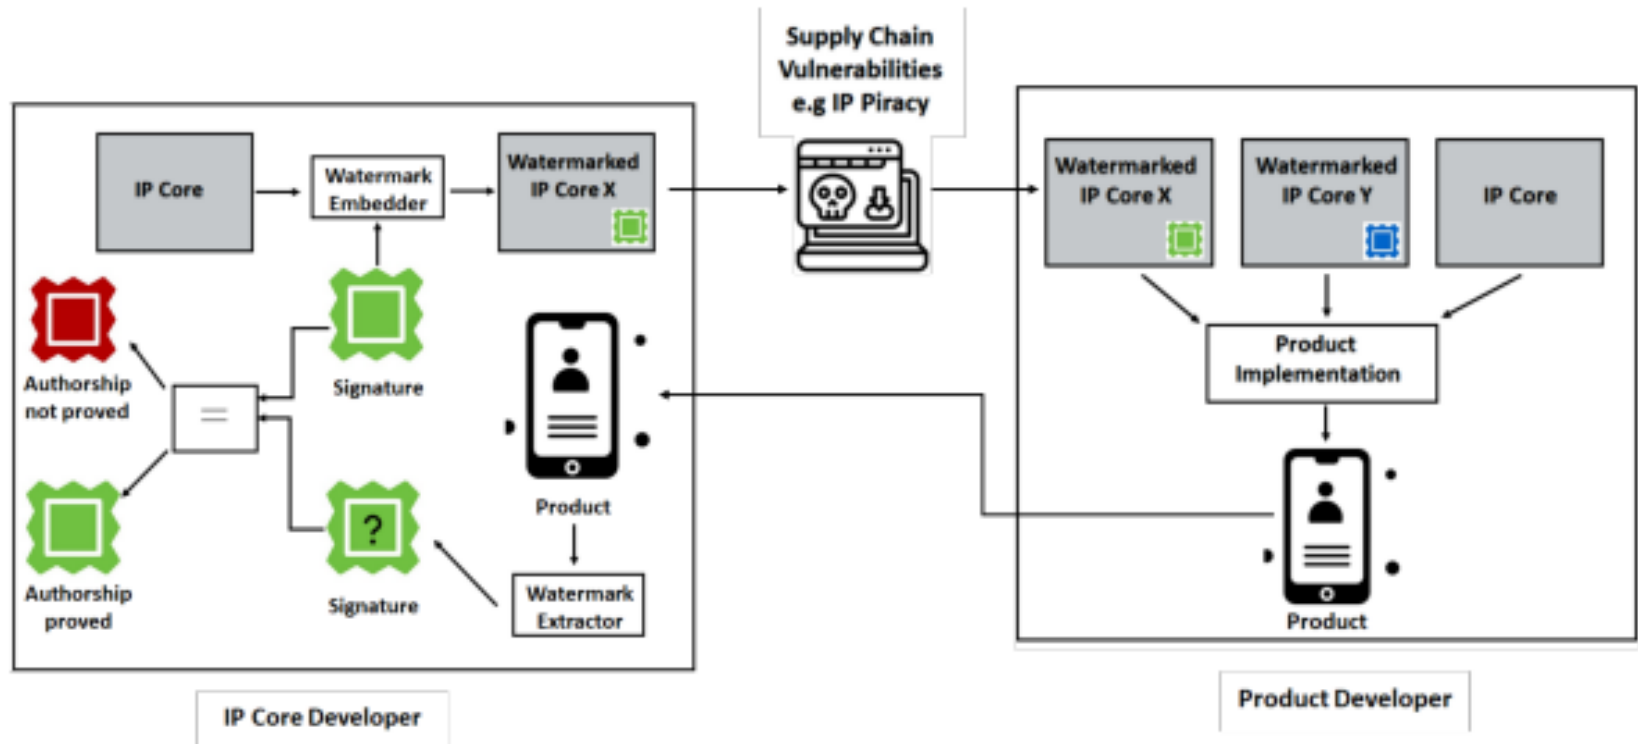 Supply Chain
Vulnerabilities
e.g IP Piracy
IP Core
Watermark
Embedder
Watermarked
IP Core X
Signature
Authorship
not proved
=
Authorship
proved
?
Signature
Product
Watermark
Extractor
IP Core Developer
Watermarked
IP Core X
Watermarked
IP Core Y
IP Core
Product
Implementation
Product
Product Developer